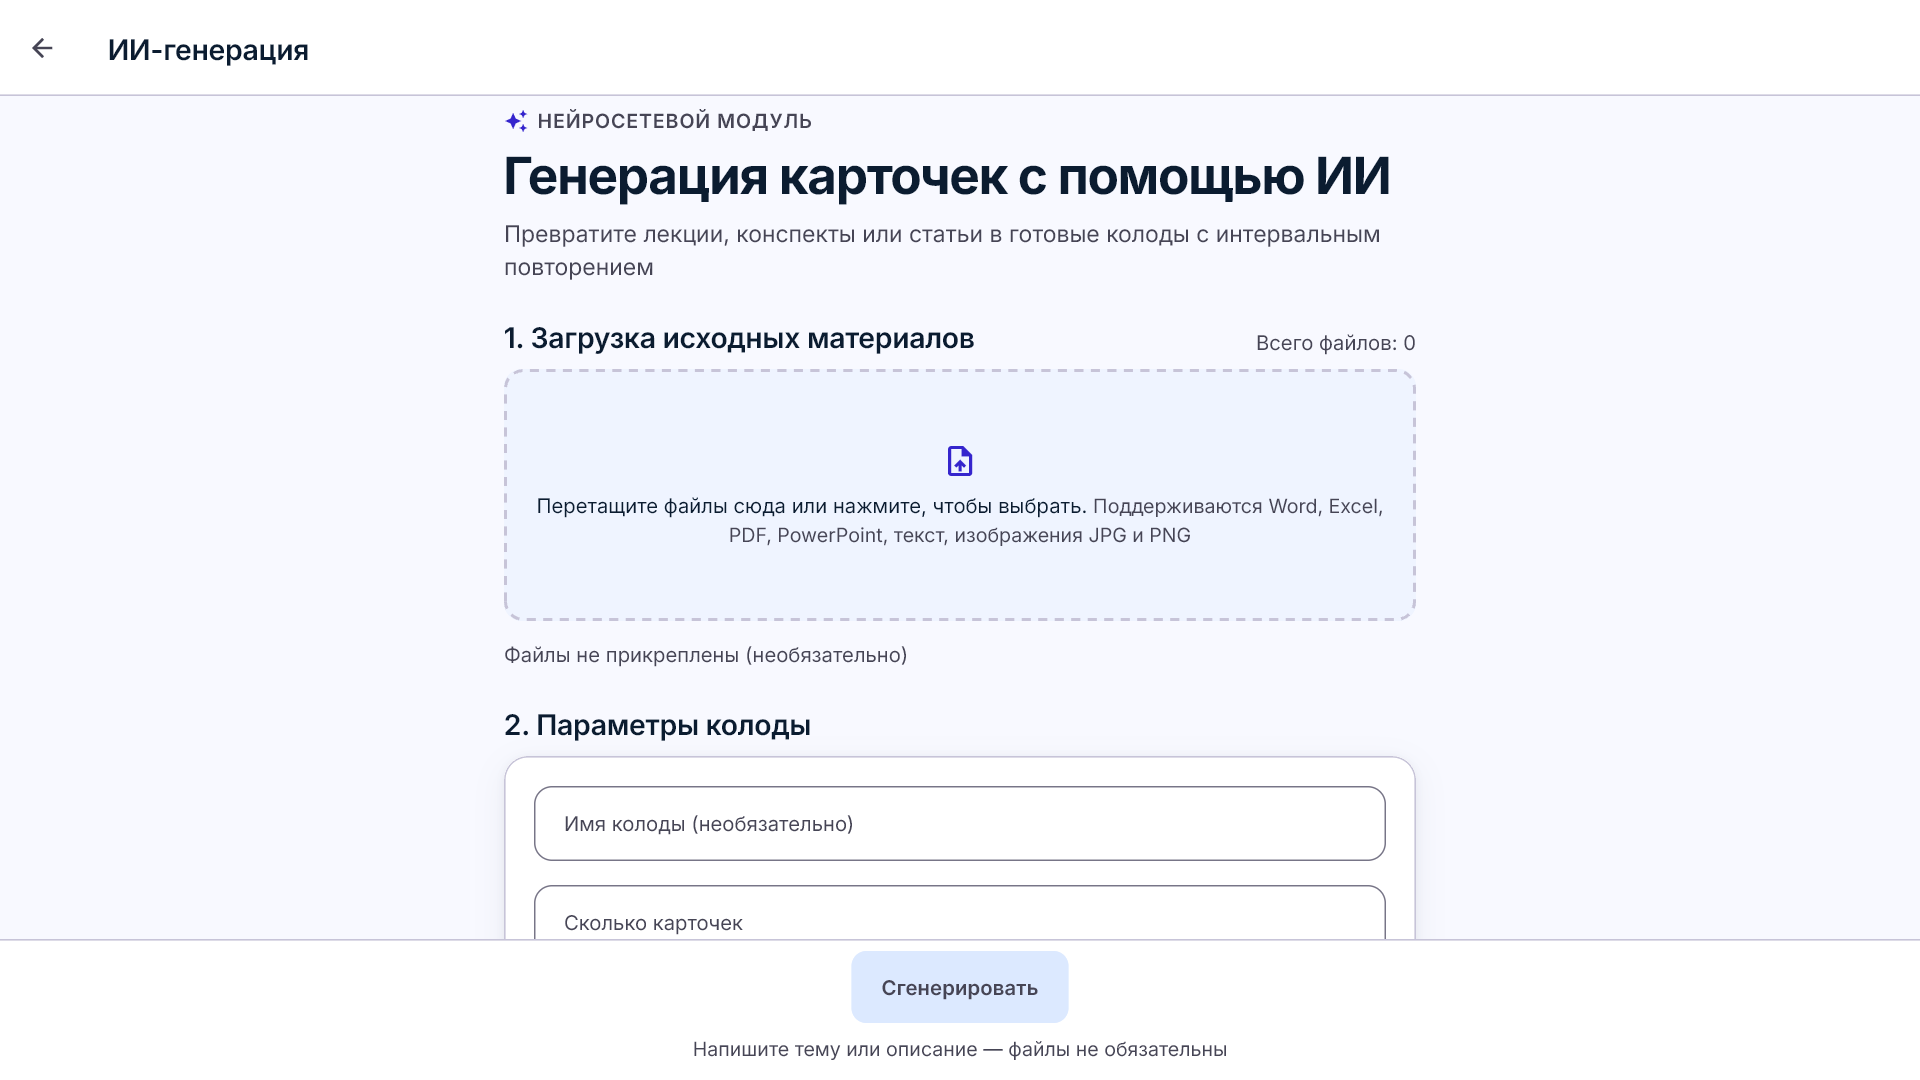 ИИ-генерация
НЕЙРОСЕТЕВОЙ МОДУЛЬ
Генерация карточек с помощью ИИ
Превратите лекции, конспекты или статьи в готовые колоды с интервальным
повторением
1. Загрузка исходных материалов
Всего файлов: 0
Перетащите файлы сюда или нажмите, чтобы выбрать. Поддерживаются Word, Excel,
PDF, PowerPoint, текст, изображения JPG и PNG
Файлы не прикреплены (необязательно)
2. Параметры колоды
Имя колоды (необязательно)
Сколько карточек
Сгенерировать
Напишите тему или описание — файлы не обязательны